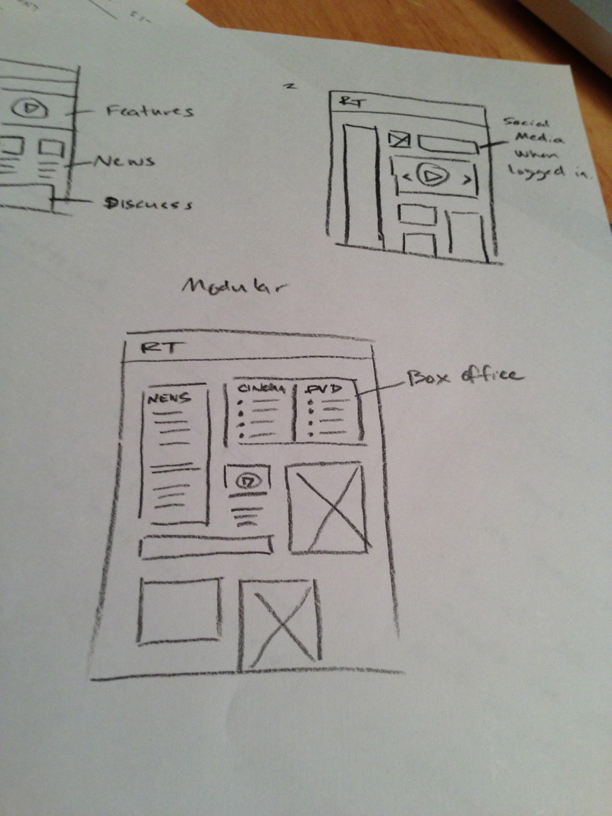 Features
News
Discuss
2
RT
Social
Media
when
logged in.
Modular
RT
NEWS
CINEMA
DVD
Box office